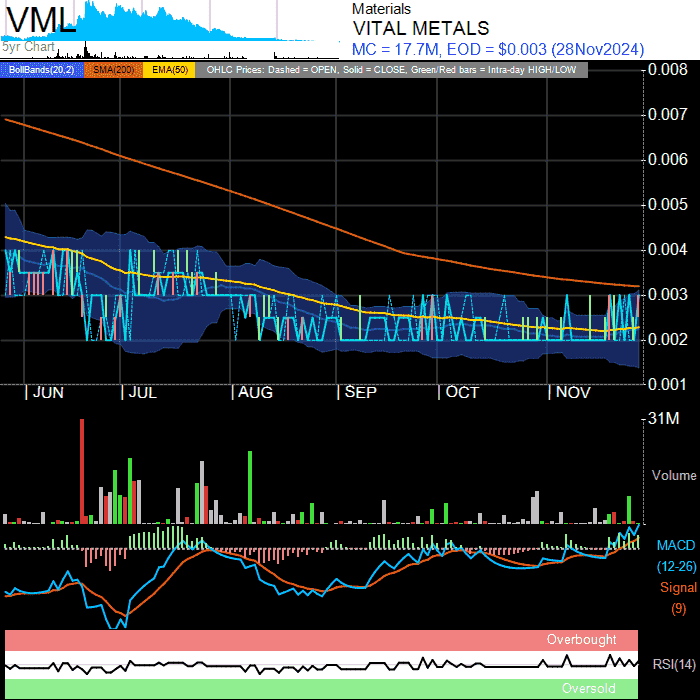 VML
5yr Chart
Materials
VITAL METALS
MC = 17.7M, EOD = $0.003 (28Nov2024)
BollBands(20,2) SMA(200) EMA(50) OHLC Prices: Dashed = OPEN, Solid = CLOSE, Green/Red bars = Intra-day HIGH/LOW
0.008
0.007
0.006
0.005
0.004
0.003
0.002
0.001
| JUN | JUL | AUG | SEP | OCT | NOV
31M
Volume
MACD
(12-26)
Signal
(9)
Overbought
RSI(14)
Oversold